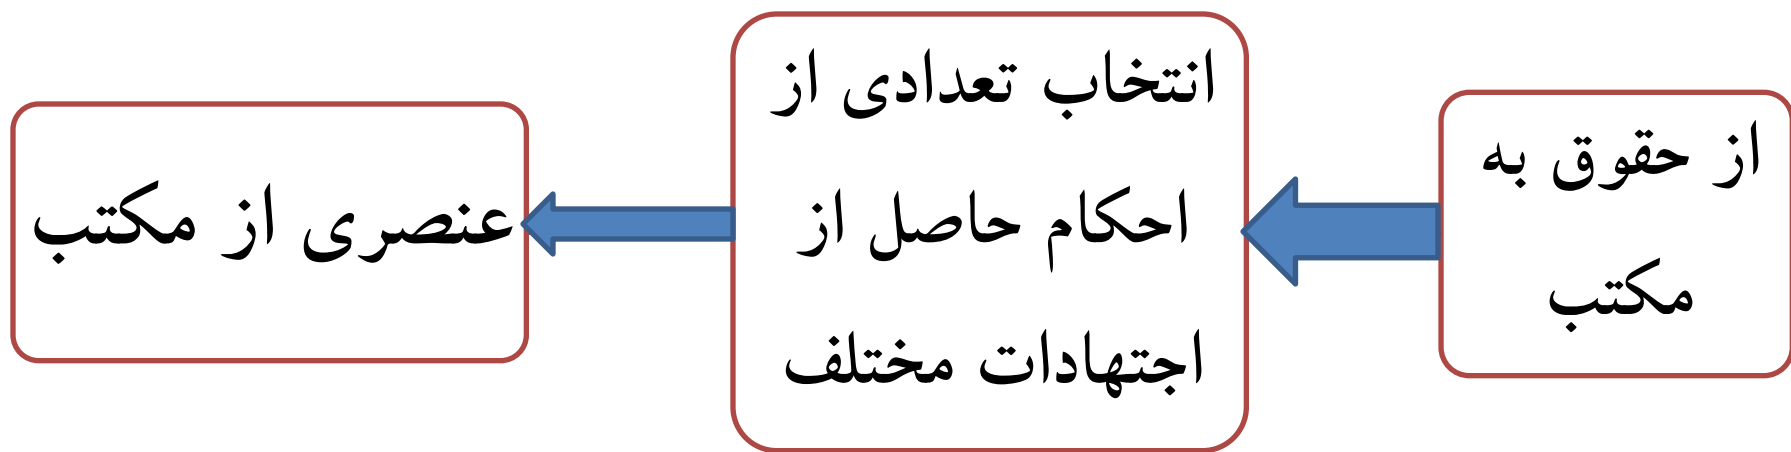 از حقوق به
مکتب
انتخاب تعدادی از
احکام حاصل از
اجتهادات مختلف
عنصری از مکتب